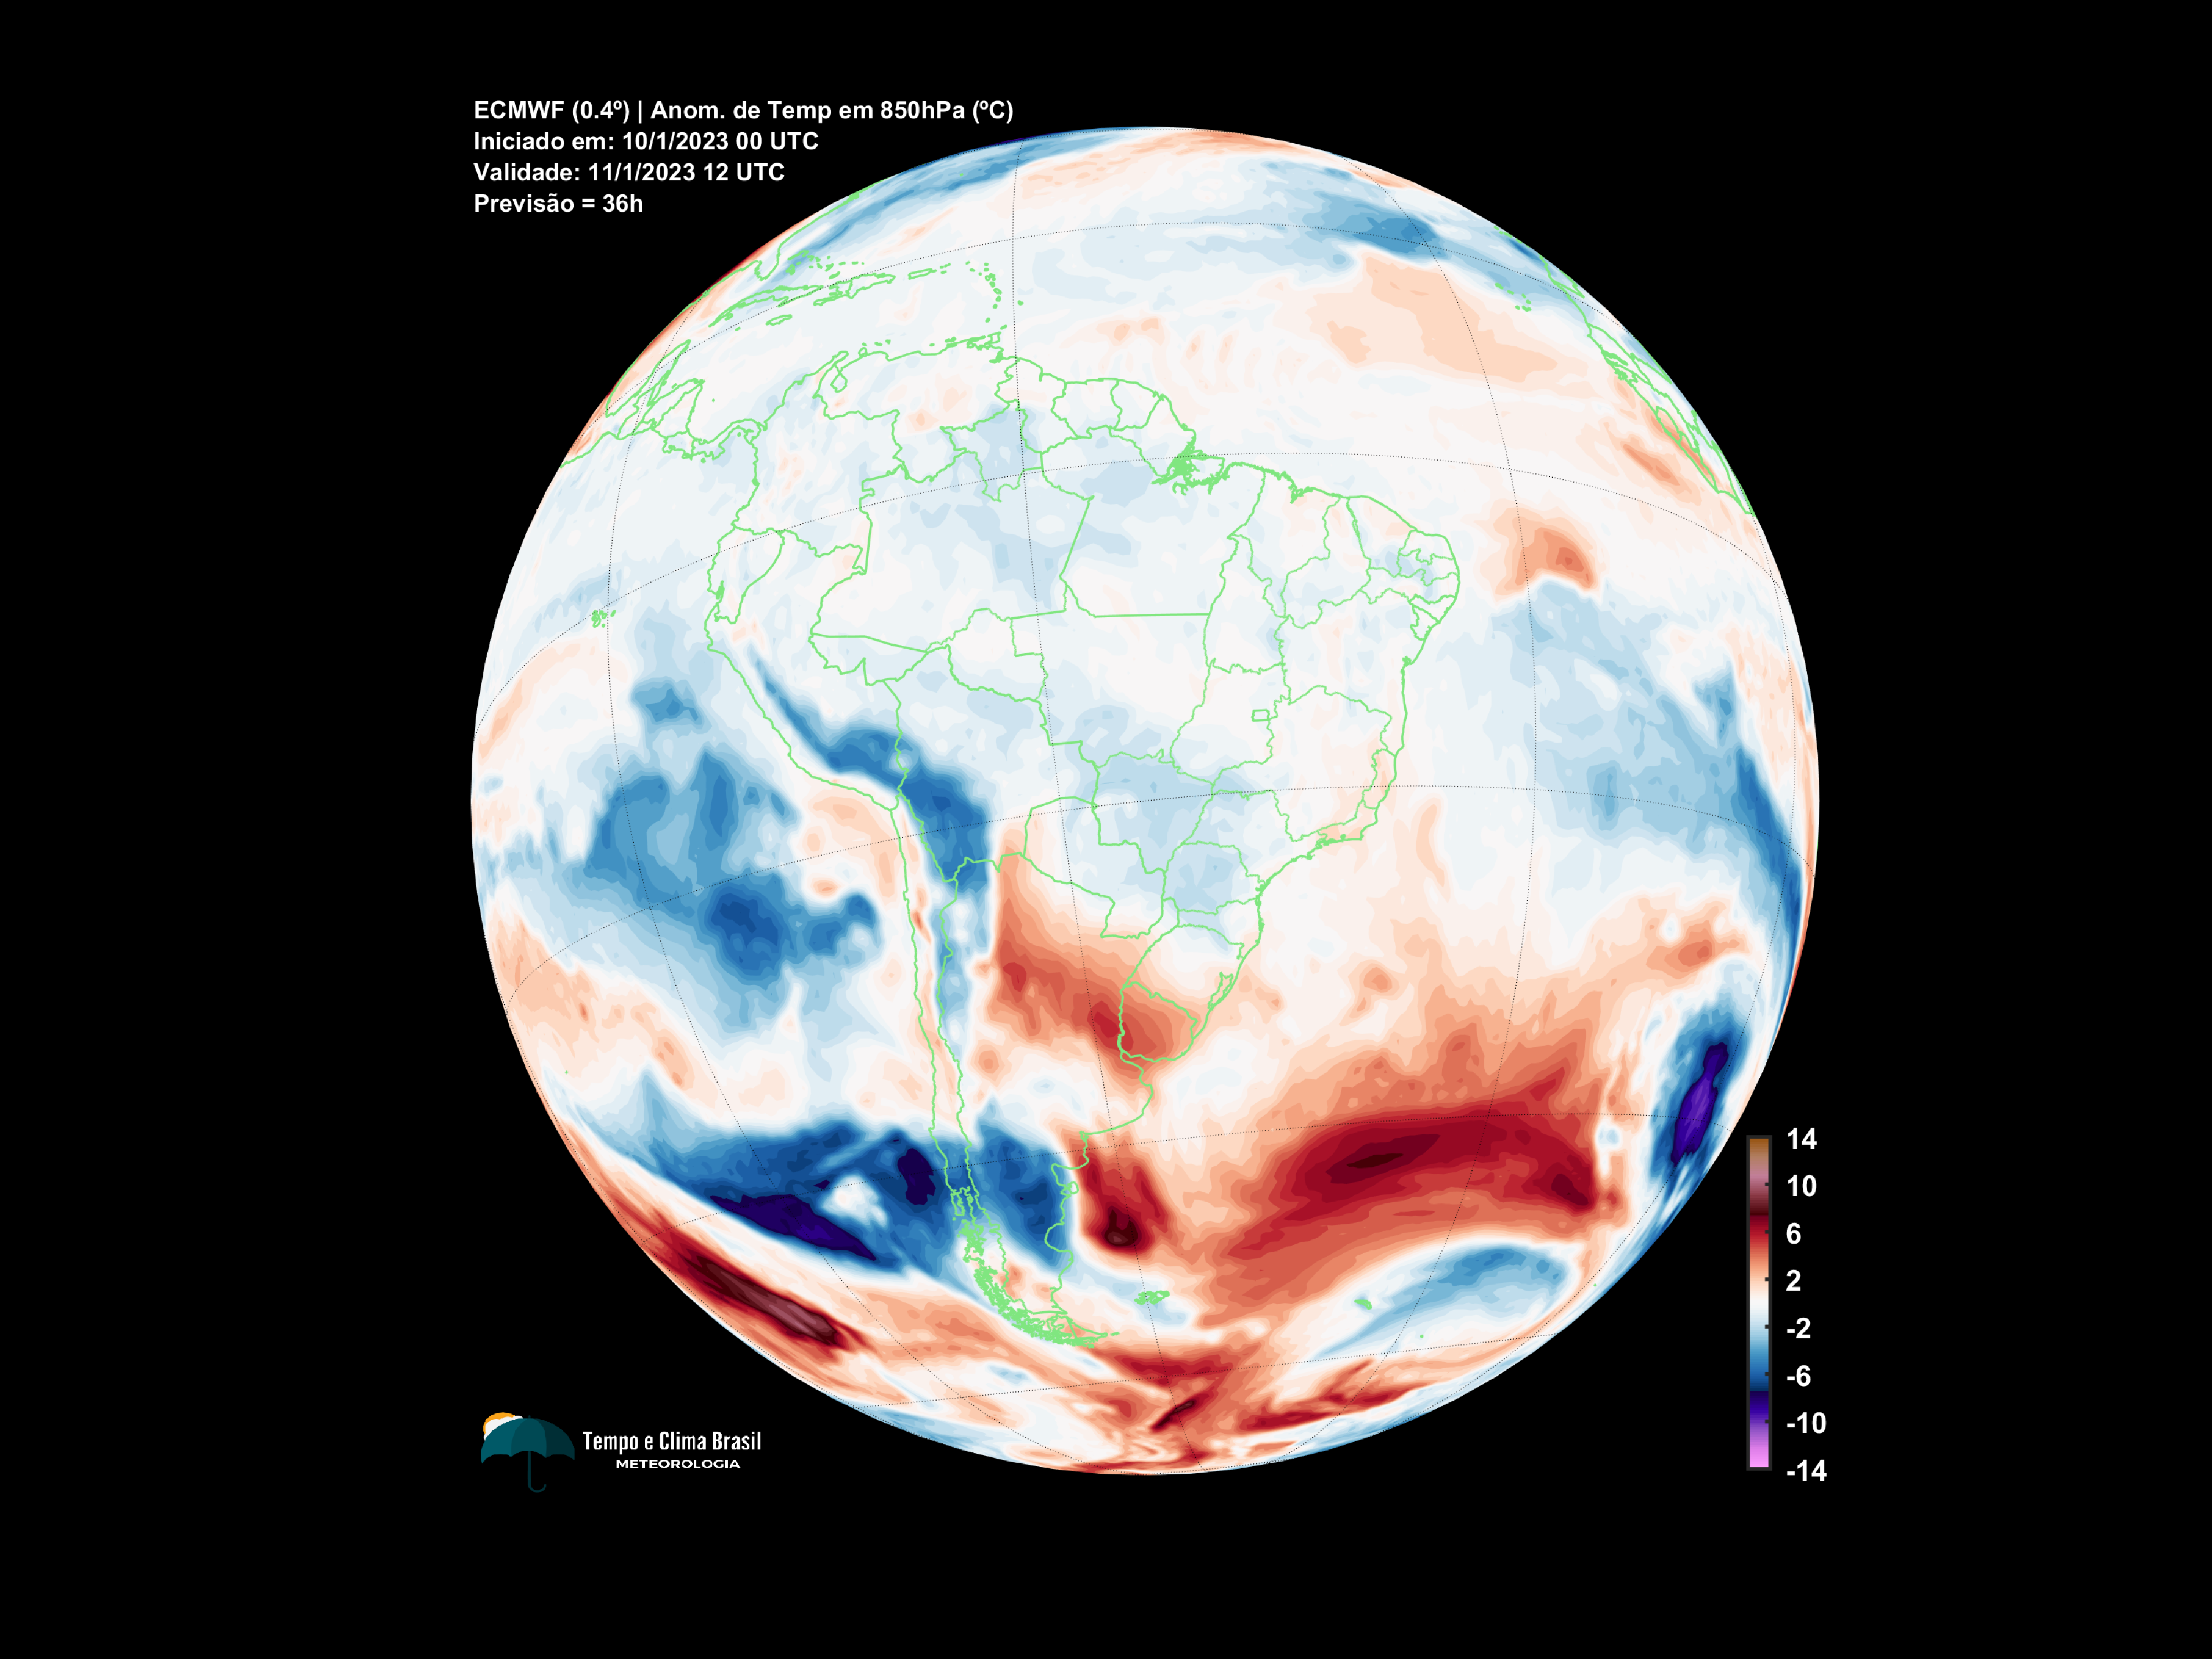 ECMWF (0.4º) | Anom. de Temp em 850hPa (ºC)
Iniciado em: 10/1/2023 00 UTC
Validade: 11/1/2023 12 UTC
Previsão = 36h
14
10
6
2
-2
-6
-10
-14
Tempo e Clima Brasil
METEOROLOGIA